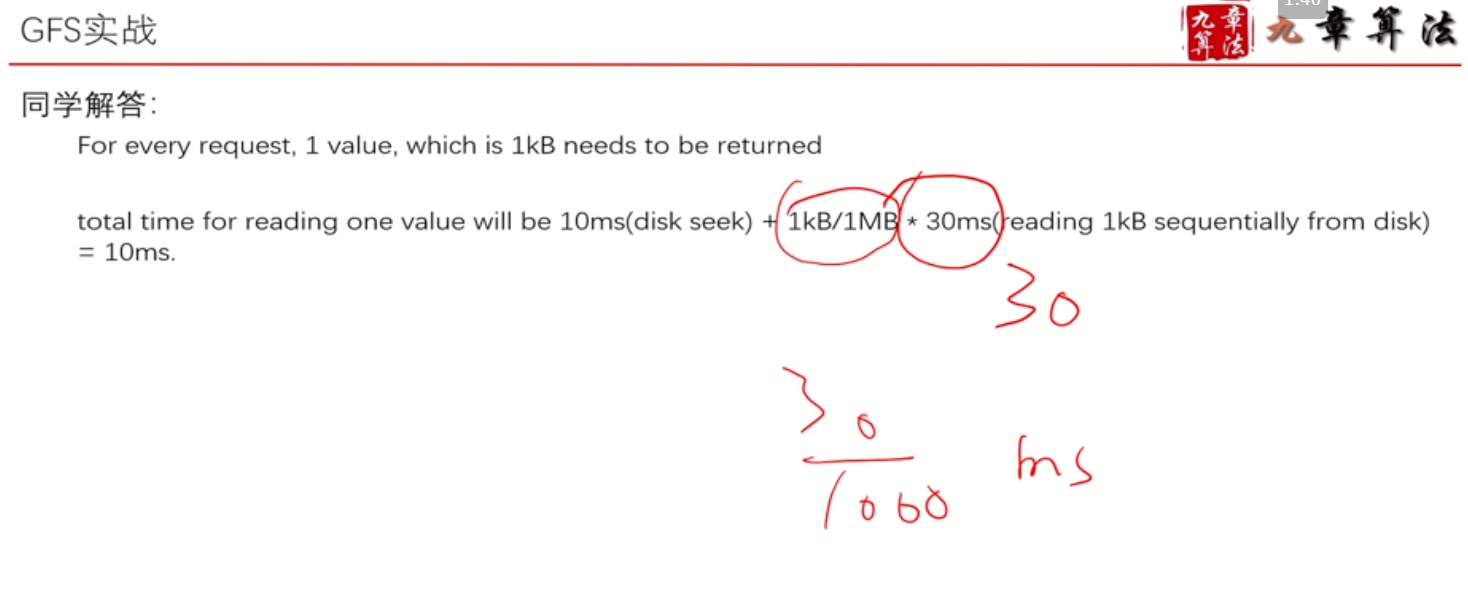 GFS实战
1:46
九章算法
九章算法
同学解答：
For every request, 1 value, which is 1kB needs to be returned
total time for reading one value will be 10ms(disk seek) + 1kB/1MB * 30ms(reading 1kB sequentially from disk)
= 10ms.
30
30
1000
ms